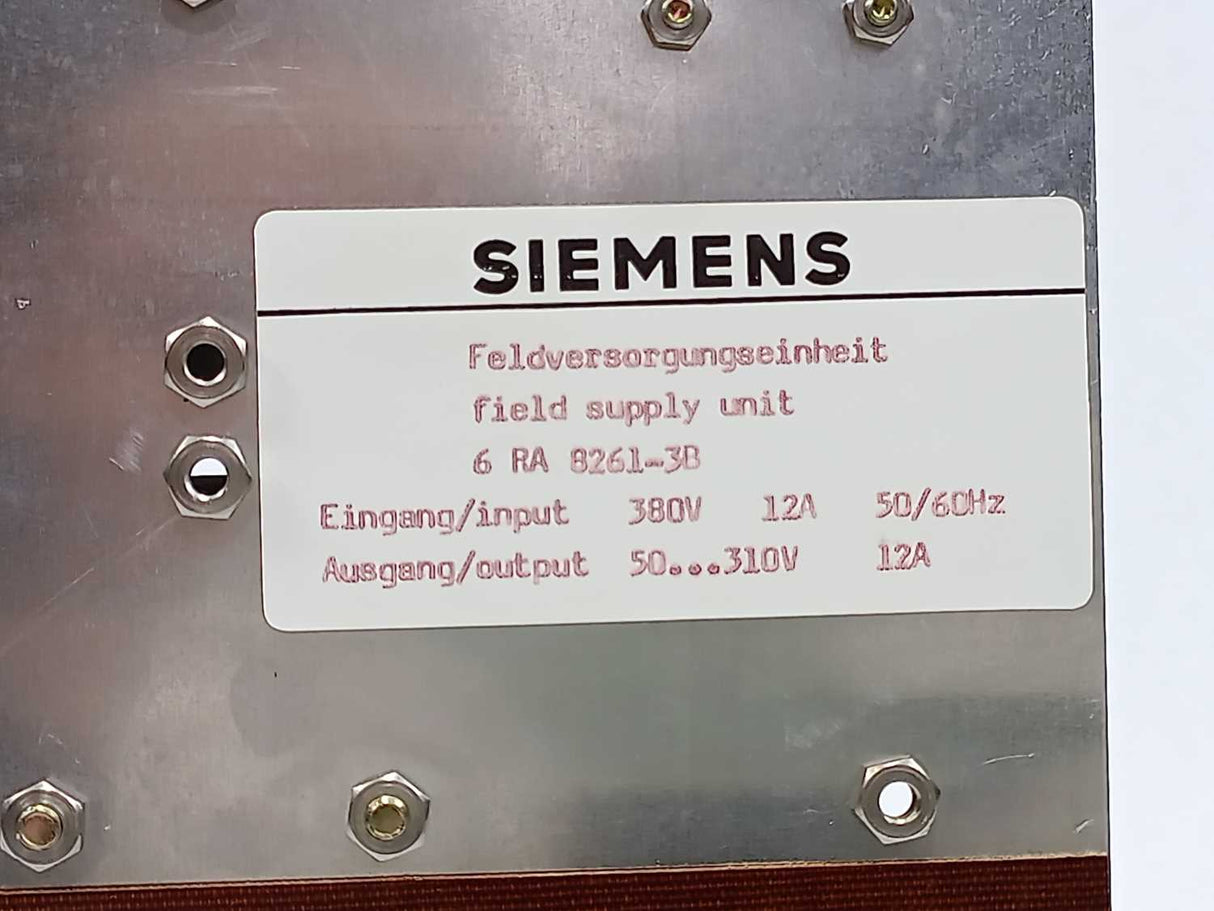 SIEMENS
Feldversorgungseinheit
field supply unit
6 RA 8261-3B
Eingang/input 380V 12A 50/60Hz
Ausgang/output 50...310V 12A